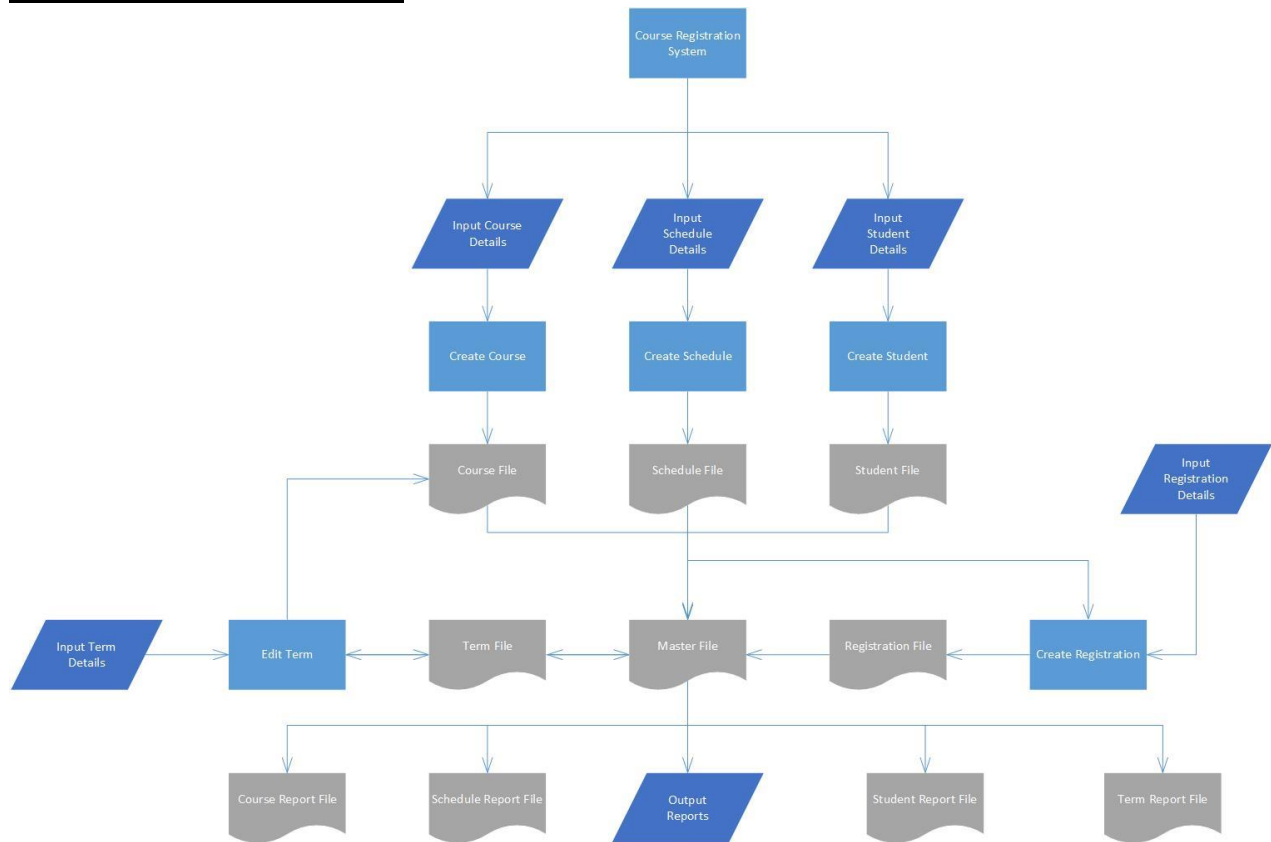 Course Registration
System
Input Course
Details
Input
Schedule
Details
Input
Student
Details
Create Course
Create Schedule
Create Student
Course File
Schedule File
Student File
Input
Registration
Details
Input Term
Details
Edit Term
Term File
Master File
Registration File
Create Registration
Course Report File
Schedule Report File
Output
Reports
Student Report File
Term Report File